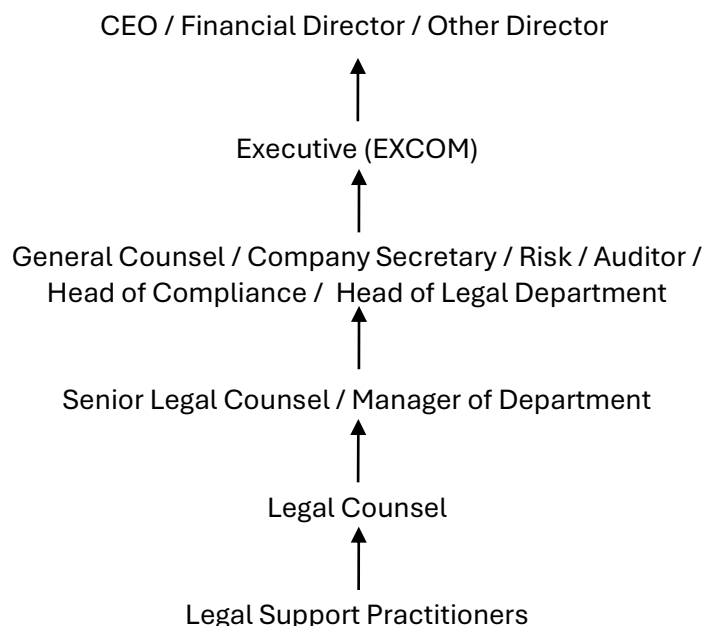 CEO / Financial Director / Other Director
Executive (EXCOM)
General Counsel / Company Secretary / Risk / Auditor /
Head of Compliance / Head of Legal Department
Senior Legal Counsel / Manager of Department
Legal Counsel
Legal Support Practitioners